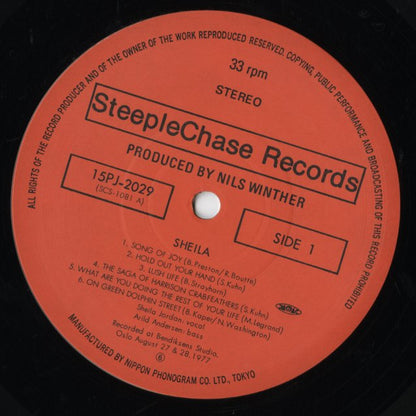 ALL RIGHTS OF THE RECORD PRODUCER AND OF THE OWNER OF THE WORK REPRODUCED RESERVED. COPYING, PUBLIC PERFORMANCE AND BROADCASTING OF THIS RECORD PROHIBITED
33 rpm
STEREO
SteepleChase Records
PRODUCED BY NILS WINTHER
15PJ-2029
(SCS-1081 A)
SIDE 1
SHEILA
1. SONG OF JOY (B. Preston/R. Boutte)
2. HOLD OUT YOUR HAND (S. Kuhn)
3. LUSH LIFE (B. Strayhorn)
4. THE SAGA OF HARRISON CRABFEATHERS (S. Kuhn)
5. WHAT ARE YOU DOING THE REST OF YOUR LIFE (M. Legrand)
6. ON GREEN DOLPHIN STREET (B. Kaper/N. Washington)
Sheila Jordan: vocal
Arild Andersen: bass
Recorded at Bendiksens Studio,
Oslo August 27 & 28, 1977
JASRAC
MANUFACTURED BY NIPPON PHONOGRAM CO. LTD., TOKYO